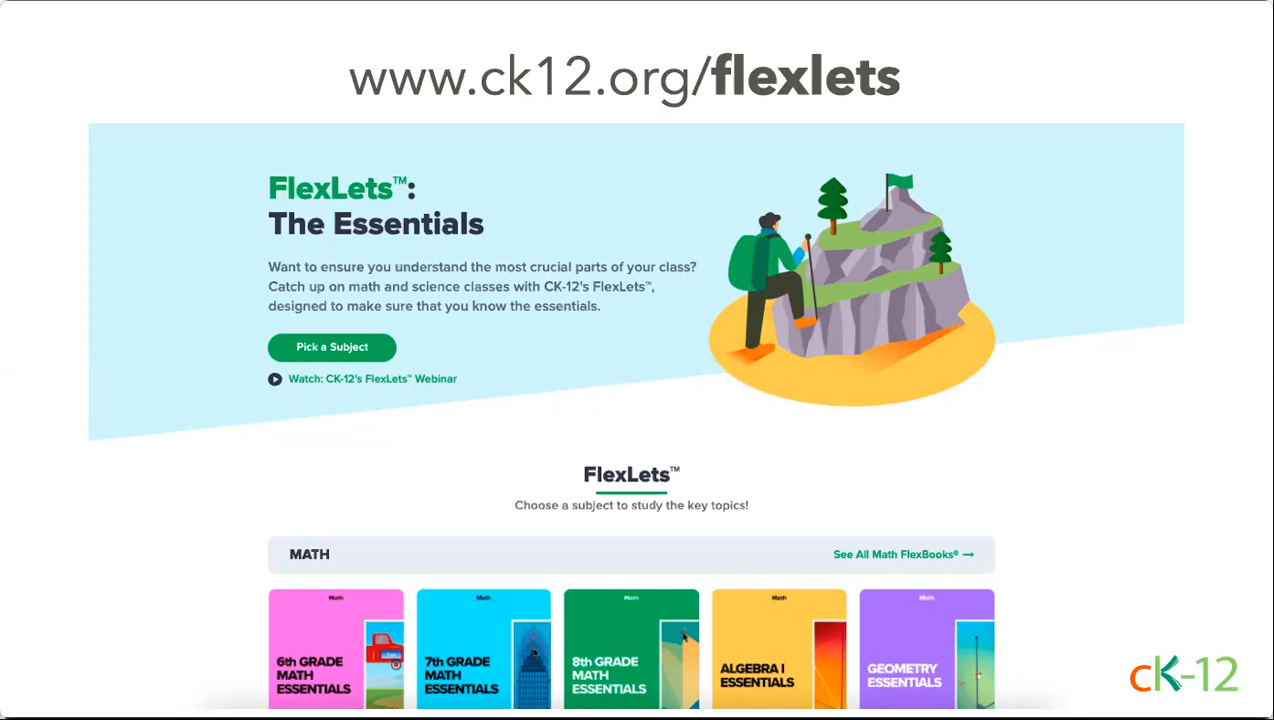 www.ck12.org/flexlets
FlexLets™:
The Essentials
Want to ensure you understand the most crucial parts of your class?
Catch up on math and science classes with CK-12's FlexLets™,
designed to make sure that you know the essentials.
Pick a Subject
Watch: CK-12's FlexLets™ Webinar
FlexLets™
Choose a subject to study the key topics!
MATH
See All Math FlexBooks® →
Math
6th GRADE
MATH
ESSENTIALS
Math
7th GRADE
MATH
ESSENTIALS
Math
8th GRADE
MATH
ESSENTIALS
Math
ALGEBRA I
ESSENTIALS
Math
GEOMETRY
ESSENTIALS
cK-12